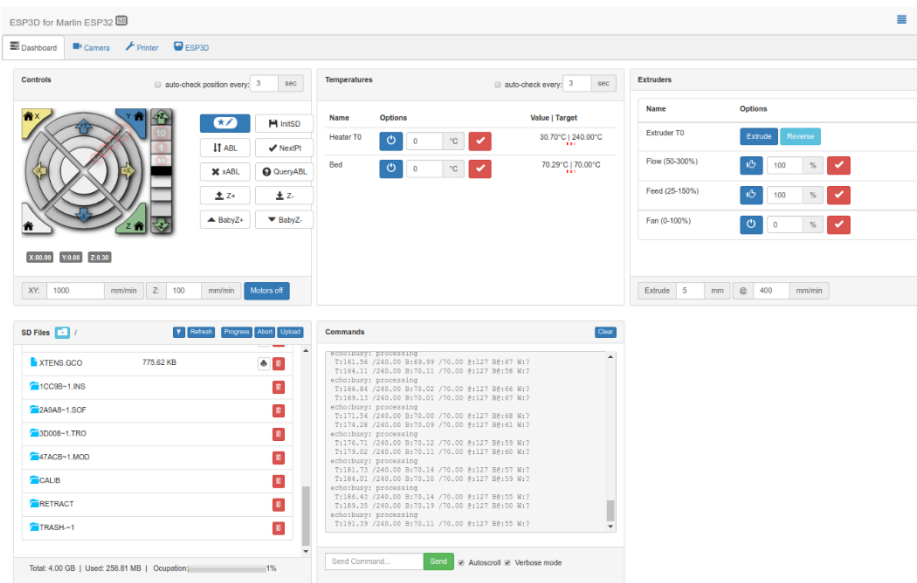 ESP3D for Marlin ESP32
Dashboard Camera Printer ESP3D
Controls auto-check position every: 3 sec
X Y Z
10
InitSD
ABL NextPt
xABL QueryABL
Z+ Z-
BabyZ+ BabyZ-
X:00.00 Y:0.00 Z:0.30
XY: 1000 mm/min Z: 100 mm/min Motors off
Temperatures auto-check every: 3 sec
Name Options Value | Target
Heater T0 0 °C 30.70°C | 240.00°C
Bed 0 °C 70.29°C | 70.00°C
Extruders
Name Options
Extruder T0 Extrude Reverse
Flow (50-300%) 100 %
Feed (25-150%) 100 %
Fan (0-100%) 0 %
Extrude 5 mm @ 400 mm/min
SD Files / Refresh Progress Abort Upload
XTENS.GCO 775.62 KB
1CC9B~1.INS
2A9A8~1.SOF
3D008~1.TRO
47ACB~1.MOD
CALIB
RETRACT
TRASH-~1
Total: 4.00 GB | Used: 258.81 MB | Ocupation: 1%
Commands Clear
echo:busy: processing
T:161.56 /240.00 B:69.99 /70.00 @:127 B@:67 W:?
T:164.11 /240.00 B:70.11 /70.00 @:127 B@:58 W:?
echo:busy: processing
T:166.84 /240.00 B:70.02 /70.00 @:127 B@:66 W:?
T:169.13 /240.00 B:70.01 /70.00 @:127 B@:67 W:?
echo:busy: processing
T:171.54 /240.00 B:70.00 /70.00 @:127 B@:68 W:?
T:174.28 /240.00 B:70.09 /70.00 @:127 B@:61 W:?
echo:busy: processing
T:176.71 /240.00 B:70.12 /70.00 @:127 B@:59 W:?
T:179.02 /240.00 B:70.11 /70.00 @:127 B@:60 W:?
echo:busy: processing
T:181.73 /240.00 B:70.14 /70.00 @:127 B@:57 W:?
T:184.01 /240.00 B:70.10 /70.00 @:127 B@:59 W:?
echo:busy: processing
T:186.43 /240.00 B:70.14 /70.00 @:127 B@:55 W:?
T:189.35 /240.00 B:70.19 /70.00 @:127 B@:50 W:?
echo:busy: processing
T:191.39 /240.00 B:70.11 /70.00 @:127 B@:55 W:?
Send Command... Send Autoscroll Verbose mode